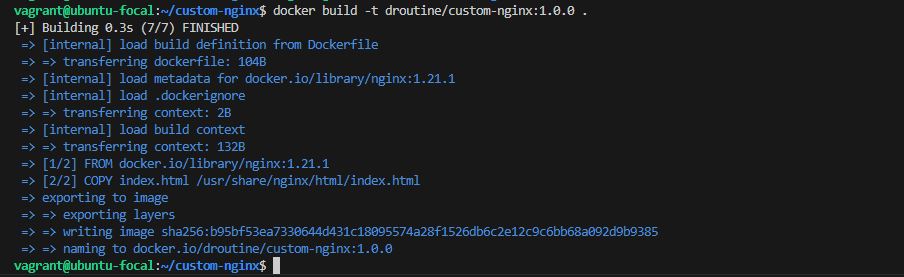 vagrant@ubuntu-focal:~/custom-nginx$ docker build -t droutine/custom-nginx:1.0.0 .
[+] Building 0.3s (7/7) FINISHED
=> [internal] load build definition from Dockerfile
=> => transferring dockerfile: 104B
=> [internal] load metadata for docker.io/library/nginx:1.21.1
=> [internal] load .dockerignore
=> => transferring context: 2B
=> [internal] load build context
=> => transferring context: 132B
=> [1/2] FROM docker.io/library/nginx:1.21.1
=> [2/2] COPY index.html /usr/share/nginx/html/index.html
=> exporting to image
=> => exporting layers
=> => writing image sha256:b95bf53ea7330644d431c18095574a28f1526db6c2e12c9c6bb68a092d9b9385
=> => naming to docker.io/droutine/custom-nginx:1.0.0
vagrant@ubuntu-focal:~/custom-nginx$